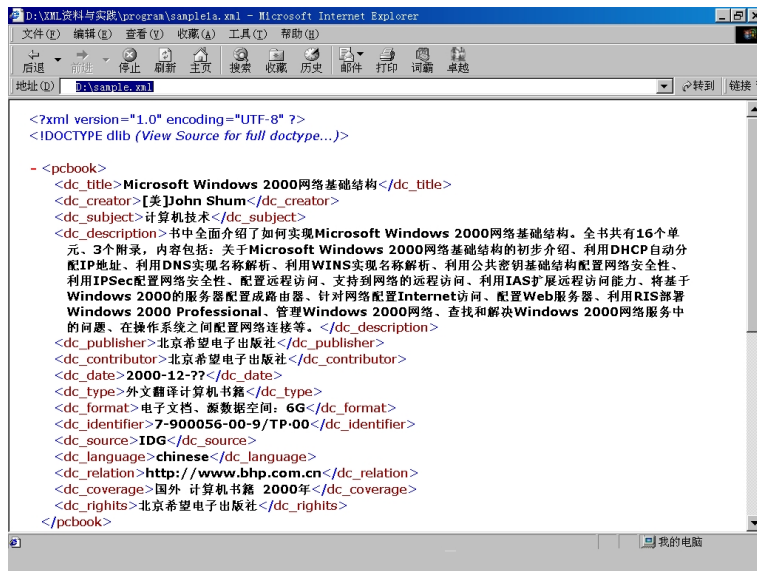 D:\XML资料与实践\program\sample1a.xml - Microsoft Internet Explorer
文件(F) 编辑(E) 查看(V) 收藏(A) 工具(T) 帮助(H)
后退 前进 停止 刷新 主页 搜索 收藏 历史 邮件 打印 词霸 卓越
地址(D) D:\sample.xml 转到 链接
<?xml version="1.0" encoding="UTF-8" ?>
<!DOCTYPE dlib (View Source for full doctype...)>
- <pcbook>
<dc_title>Microsoft Windows 2000网络基础结构</dc_title>
<dc_creator>[美]John Shum</dc_creator>
<dc_subject>计算机技术</dc_subject>
<dc_description>书中全面介绍了如何实现Microsoft Windows 2000网络基础结构。全书共有16个单
元、3个附录，内容包括：关于Microsoft Windows 2000网络基础结构的初步介绍、利用DHCP自动分
配IP地址、利用DNS实现名称解析、利用WINS实现名称解析、利用公共密钥基础结构配置网络安全性、
利用IPSec配置网络安全性、配置远程访问、支持到网络的远程访问、利用IAS扩展远程访问能力、将基于
Windows 2000的服务器配置成路由器、针对网络配置Internet访问、配置Web服务器、利用RIS部署
Windows 2000 Professional、管理Windows 2000网络、查找和解决Windows 2000网络服务中
的问题、在操作系统之间配置网络连接等。</dc_description>
<dc_publisher>北京希望电子出版社</dc_publisher>
<dc_contributor>北京希望电子出版社</dc_contributor>
<dc_date>2000-12-??</dc_date>
<dc_type>外文翻译计算机书籍</dc_type>
<dc_format>电子文档、源数据空间：6G</dc_format>
<dc_identifier>7-900056-00-9/TP·00</dc_identifier>
<dc_source>IDG</dc_source>
<dc_language>chinese</dc_language>
<dc_relation>http://www.bhp.com.cn</dc_relation>
<dc_coverage>国外 计算机书籍 2000年</dc_coverage>
<dc_righits>北京希望电子出版社</dc_rights>
</pcbook>
我的电脑